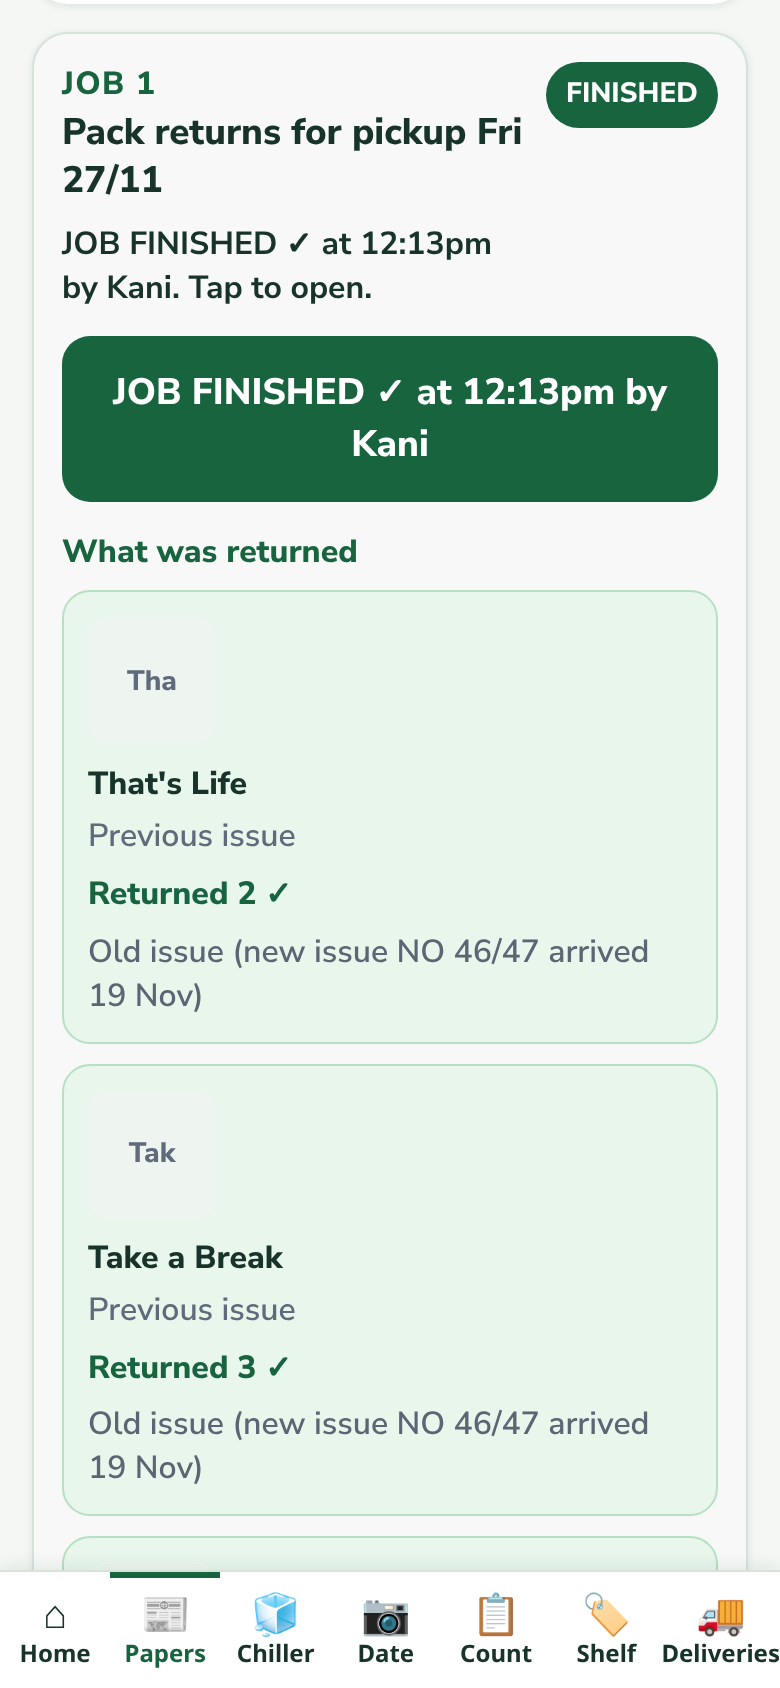 JOB 1
FINISHED
Pack returns for pickup Fri
27/11
JOB FINISHED ✓ at 12:13pm
by Kani. Tap to open.
JOB FINISHED ✓ at 12:13pm by
Kani
What was returned
Tha
That's Life
Previous issue
Returned 2 ✓
Old issue (new issue NO 46/47 arrived
19 Nov)
Tak
Take a Break
Previous issue
Returned 3 ✓
Old issue (new issue NO 46/47 arrived
19 Nov)
Home
Papers
Chiller
Date
Count
Shelf
Deliveries